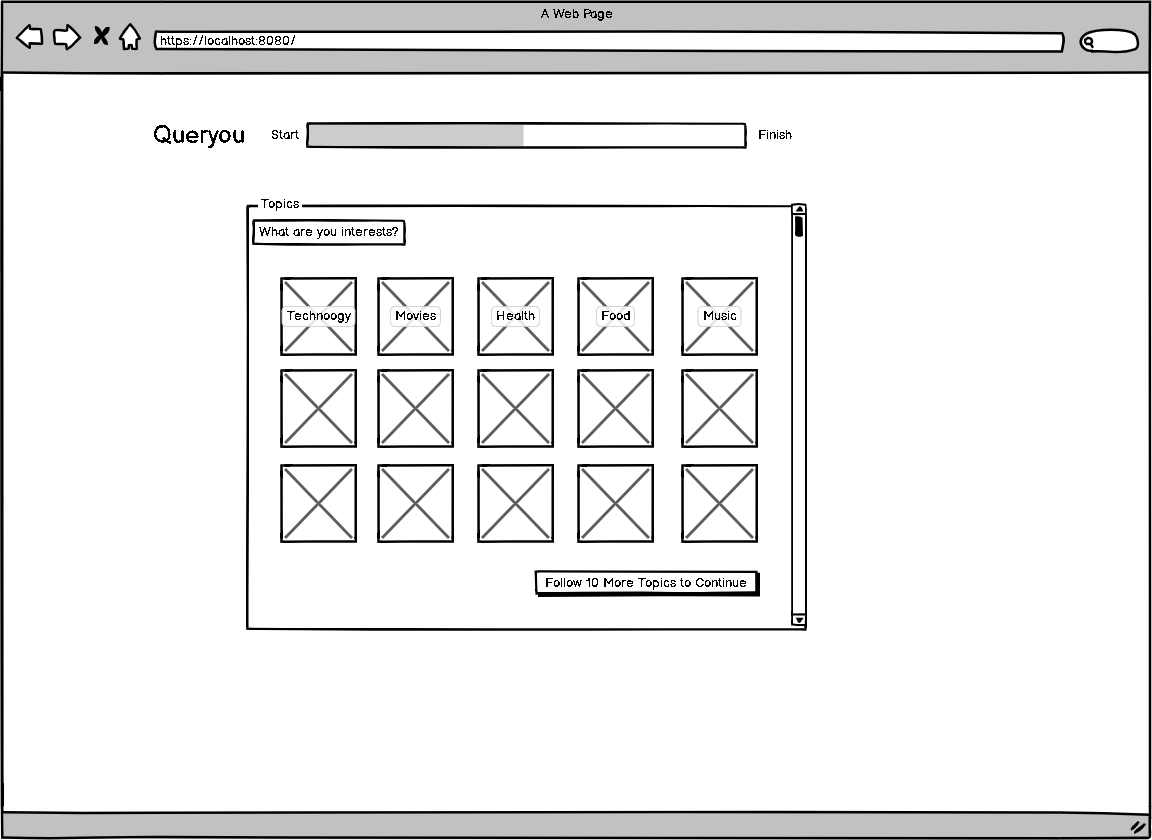 A Web Page
https://localhost:8080/
Queryou
Start
Finish
Topics
What are you interests?
Technoogy
Movies
Health
Food
Music
Follow 10 More Topics to Continue